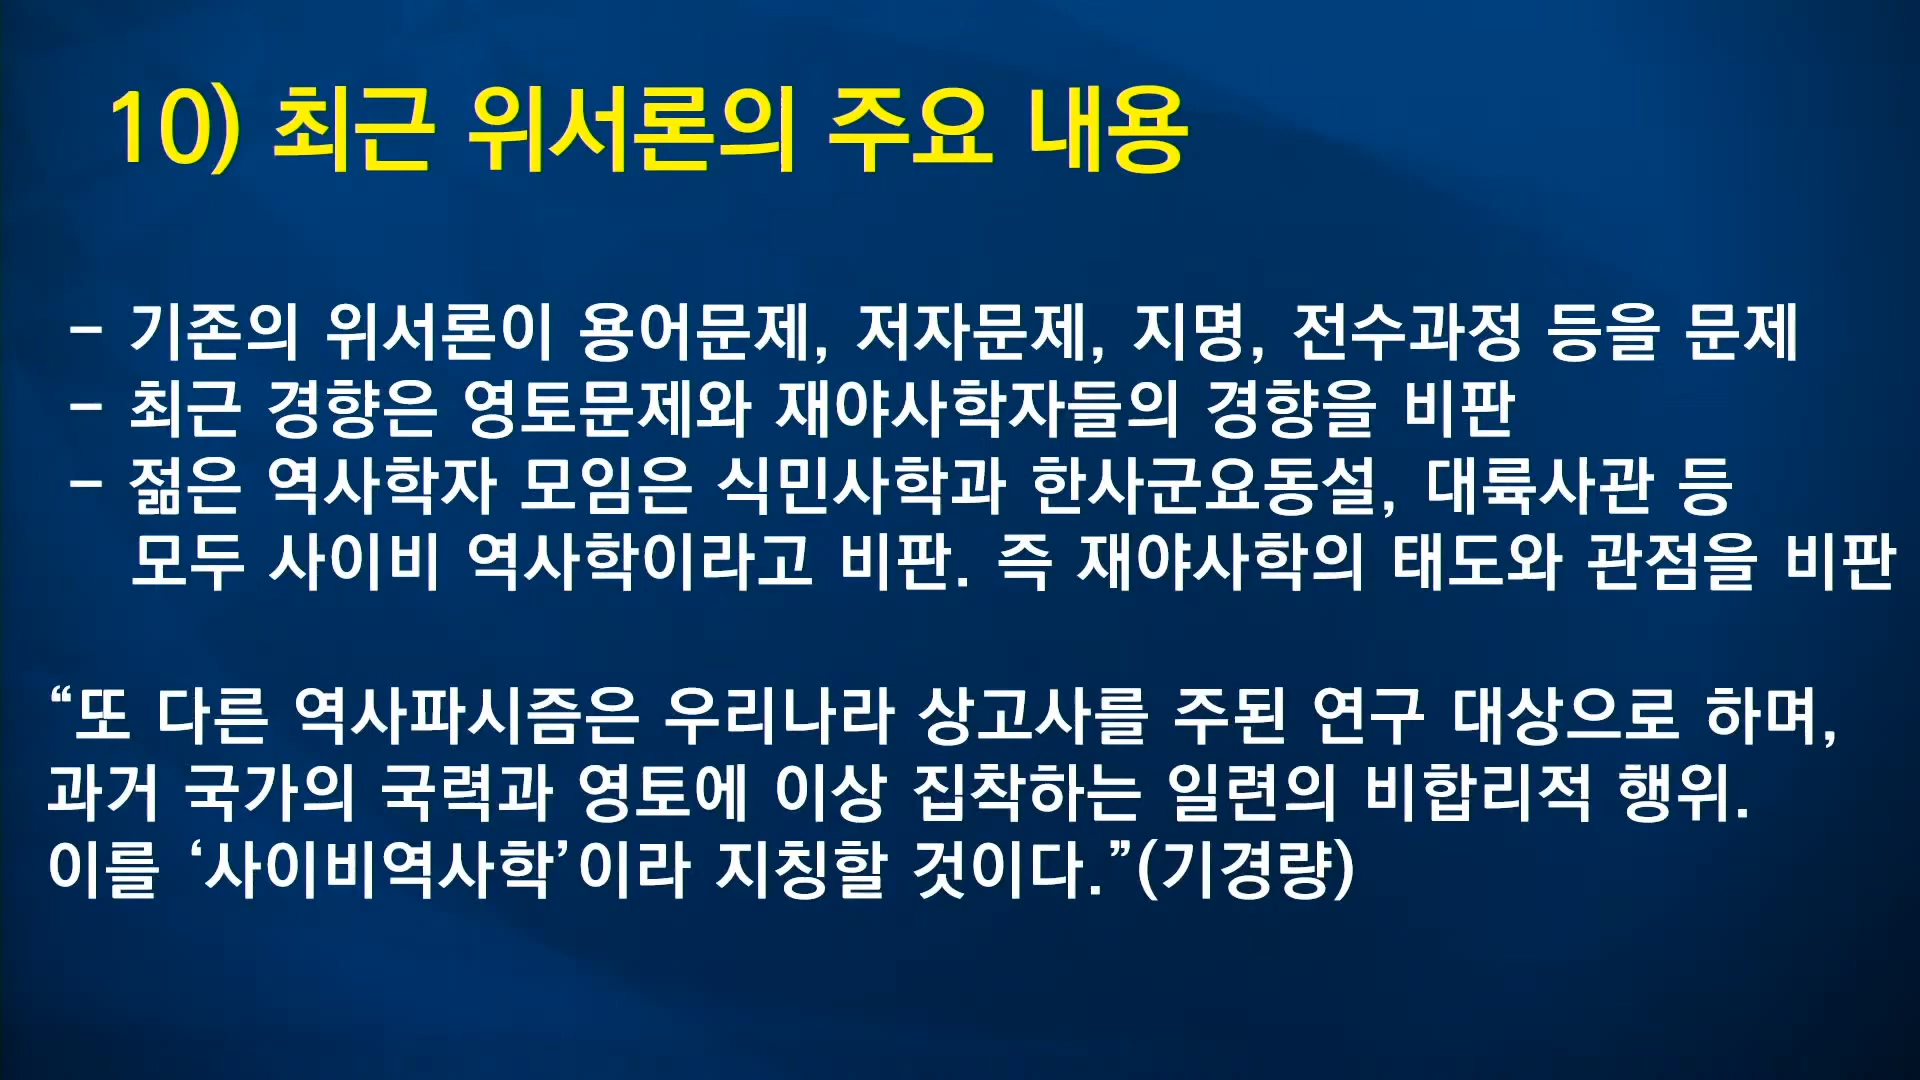 10) 최근 위서론의 주요 내용
- 기존의 위서론이 용어문제, 저자문제, 지명, 전수과정 등을 문제
- 최근 경향은 영토문제와 재야사학자들의 경향을 비판
- 젊은 역사학자 모임은 식민사학과 한사군요동설, 대륙사관 등
모두 사이비 역사학이라고 비판. 즉 재야사학의 태도와 관점을 비판
“또 다른 역사파시즘은 우리나라 상고사를 주된 연구 대상으로 하며,
과거 국가의 국력과 영토에 이상 집착하는 일련의 비합리적 행위.
이를 ‘사이비역사학’이라 지칭할 것이다.”(기경량)